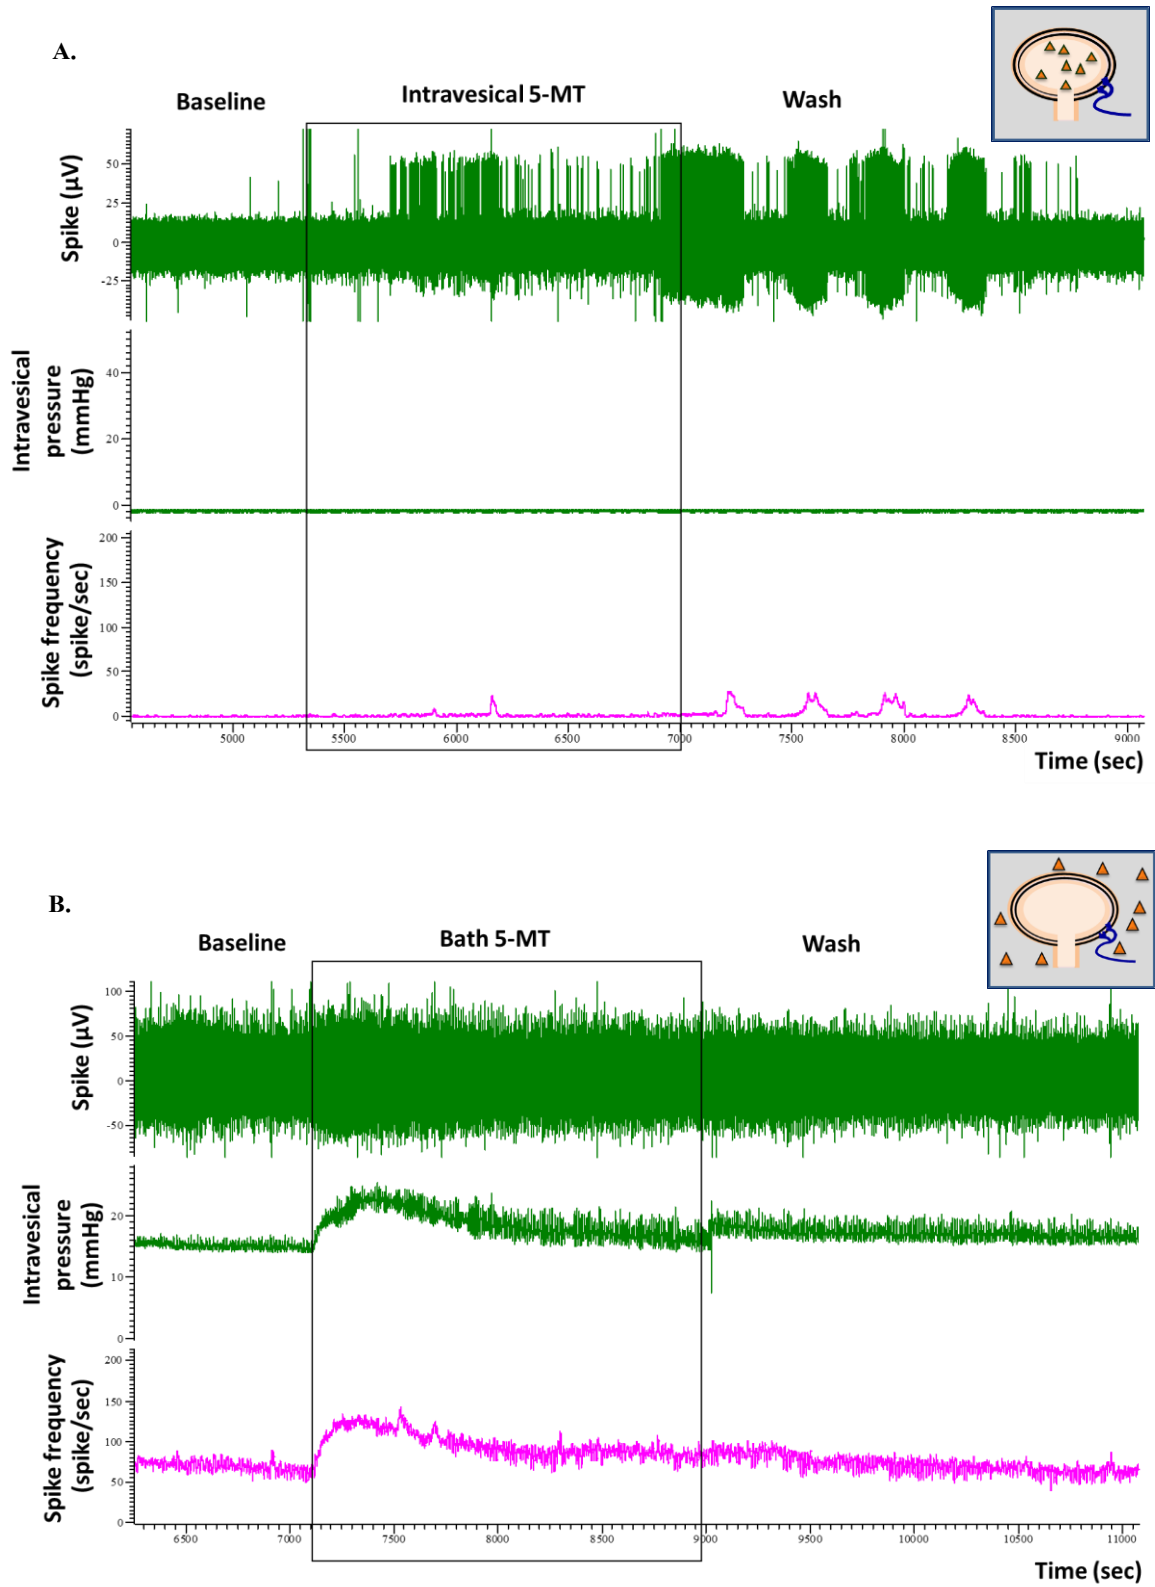 A.
Baseline
Intravesical 5-MT
Wash
Spike (µV)
50
25
0
-25
Intravesical
pressure
(mmHg)
40
20
0
Spike frequency
(spike/sec)
200
150
100
50
0
5000
5500
6000
6500
7000
7500
8000
8500
9000
Time (sec)
B.
Baseline
Bath 5-MT
Wash
Spike (µV)
100
50
0
-50
Intravesical
pressure
(mmHg)
20
10
0
Spike frequency
(spike/sec)
200
150
100
50
0
6500
7000
7500
8000
8500
9000
9500
10000
10500
11000
Time (sec)